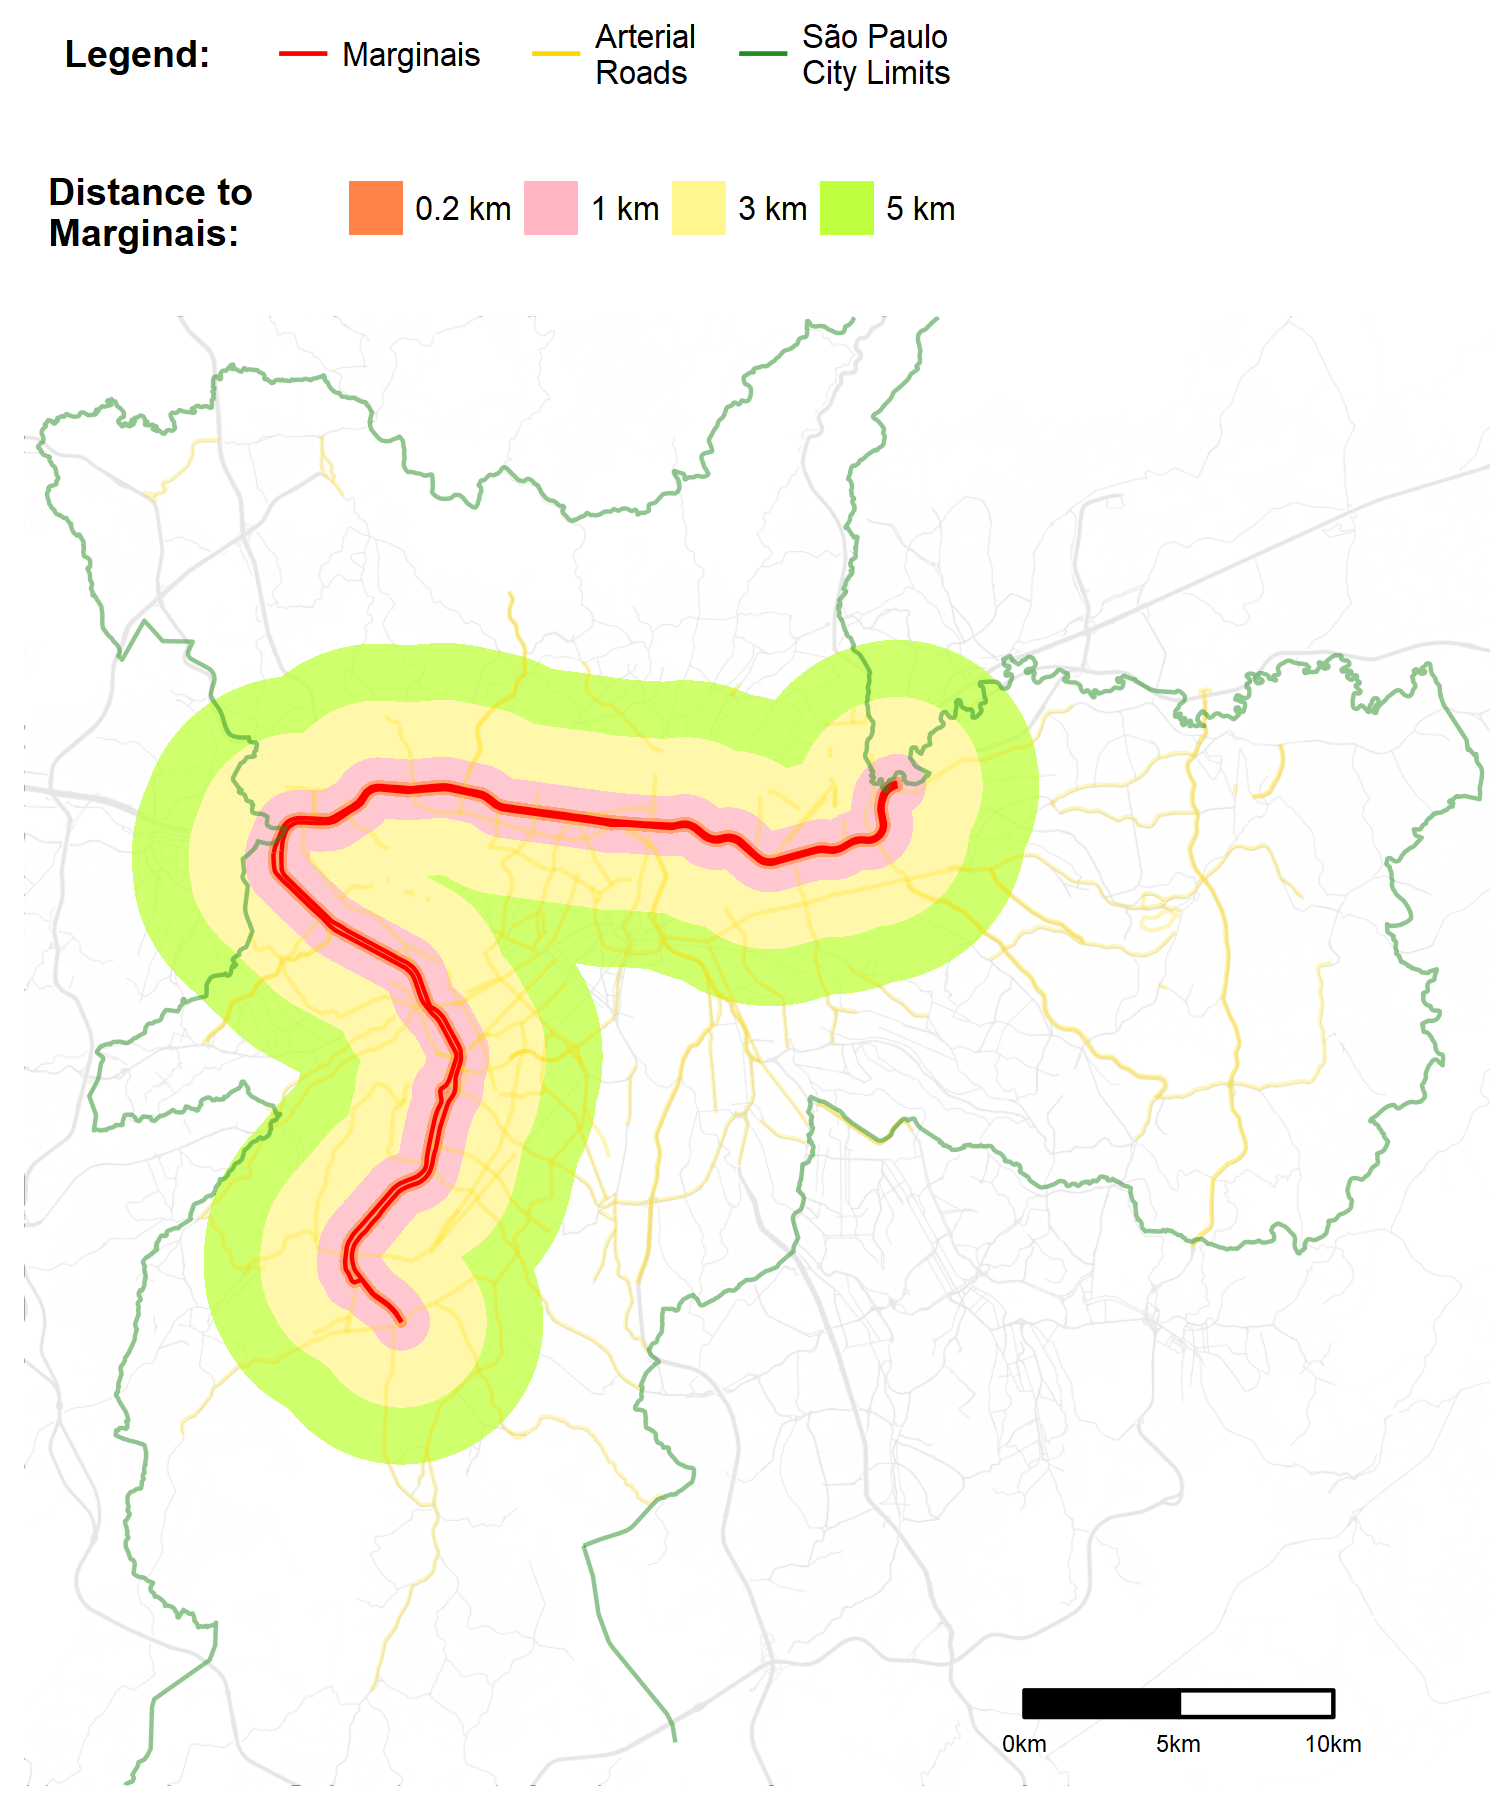 Legend:
Marginais
Arterial
Roads
São Paulo
City Limits
Distance to
Marginais:
0.2 km
1 km
3 km
5 km
0km
5km
10km